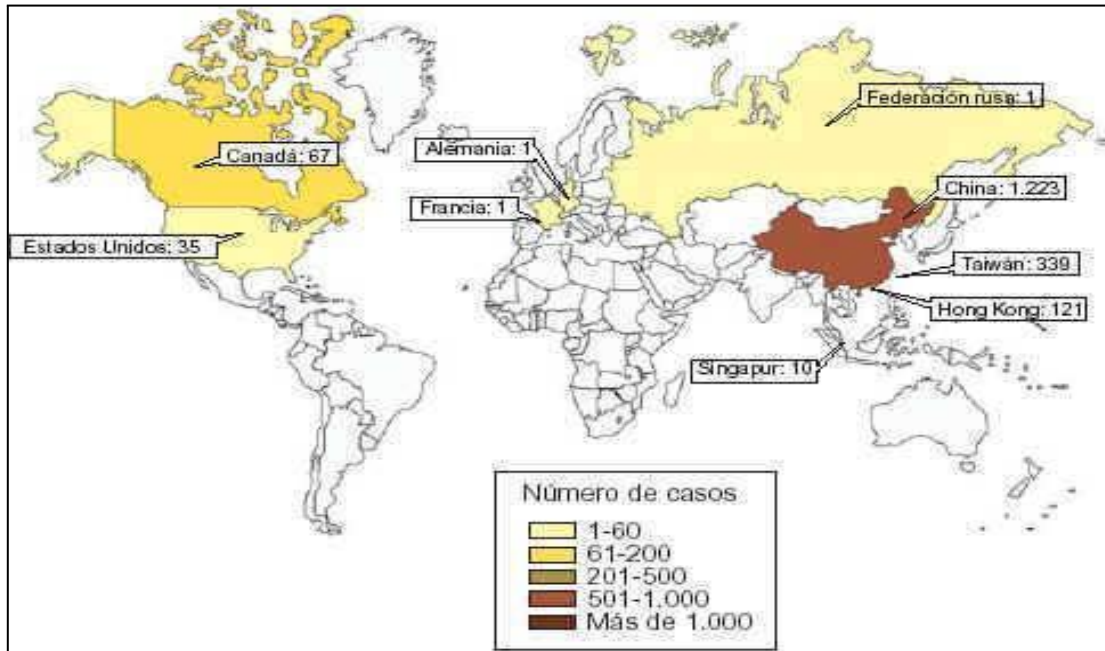 Federación rusa: 1
Canadá: 67
Alemania: 1
China: 1.223
Francia: 1
Estados Unidos: 35
Taiwán: 339
Hong Kong: 121
Singapur: 10
Número de casos
1-60
61-200
201-500
501-1.000
Más de 1.000